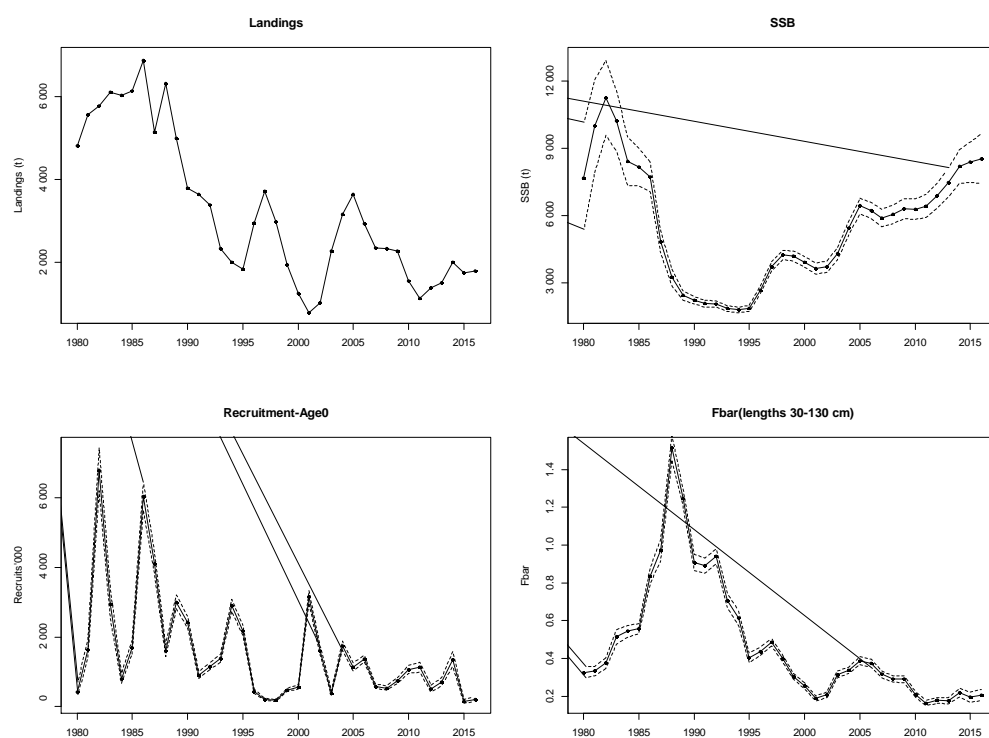 Landings
Landings (t)
2 000 4 000 6 000
1980 1985 1990 1995 2000 2005 2010 2015
SSB
SSB (t)
3 000 6 000 9 000 12 000
1980 1985 1990 1995 2000 2005 2010 2015
Recruitment-Age0
Recruits'000
0 2 000 4 000 6 000
1980 1985 1990 1995 2000 2005 2010 2015
Fbar(lengths 30-130 cm)
Fbar
0.2 0.4 0.6 0.8 1.0 1.2 1.4
1980 1985 1990 1995 2000 2005 2010 2015